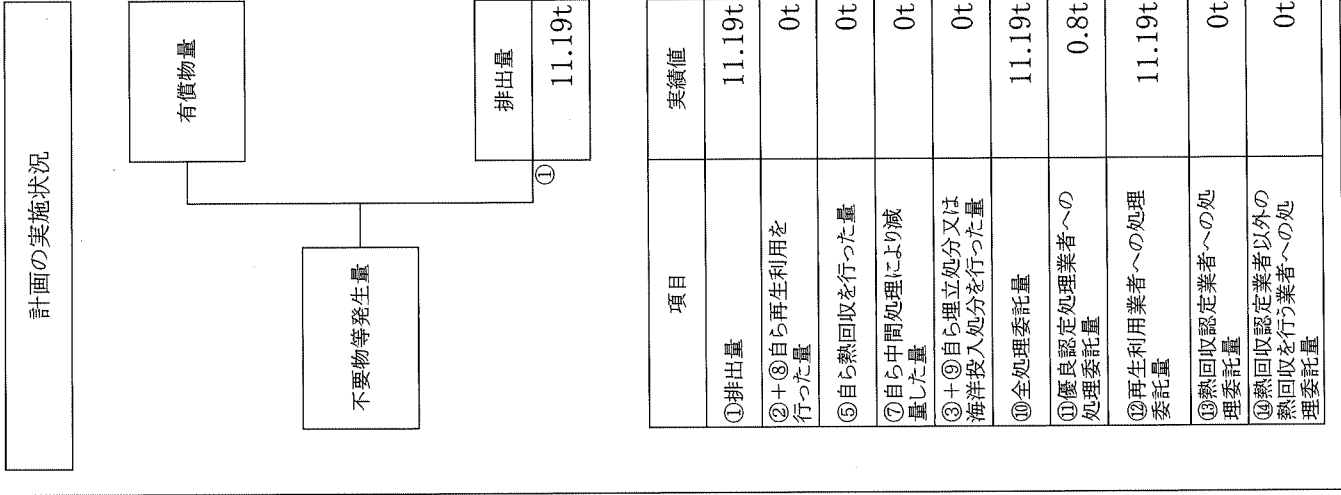 計画の実施状況
有償物量
不要物等発生量
排出量
①
11.19t
項目
実績値
①排出量
11.19t
②+⑧自ら再生利用を
行った量
0t
⑤自ら熱回収を行った量
0t
⑦自ら中間処理により減
量した量
0t
③+⑨自ら埋立処分又は
海洋投入処分を行った量
0t
⑩全処理委託量
11.19t
⑪優良認定処理業者への
処理委託量
0.8t
⑫再生利用業者への処理
委託量
11.19t
⑬熱回収認定業者への処
理委託量
0t
⑭熱回収認定業者以外の
熱回収を行う業者への処
理委託量
0t